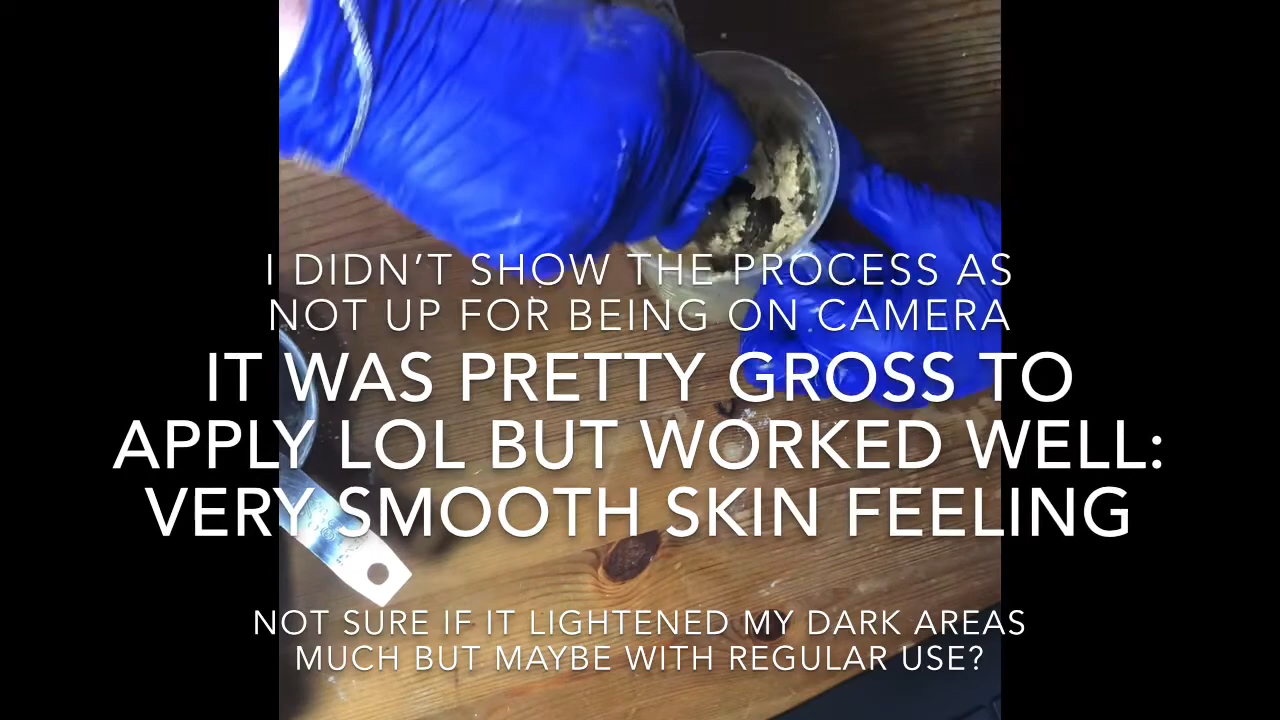 I DIDN'T SHOW THE PROCESS AS
NOT UP FOR BEING ON CAMERA
IT WAS PRETTY GROSS TO
APPLY LOL BUT WORKED WELL:
VERY SMOOTH SKIN FEELING
NOT SURE IF IT LIGHTENED MY DARK AREAS
MUCH BUT MAYBE WITH REGULAR USE?